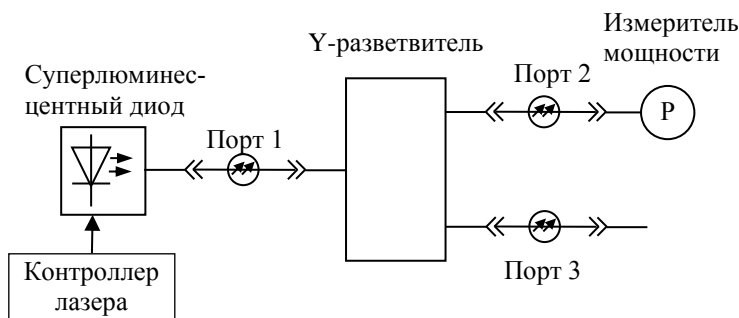 Измеритель
мощности
Y-разветвитель
Суперлюминес-
центный диод
Порт 1
Порт 2
P
Порт 3
Контроллер
лазера